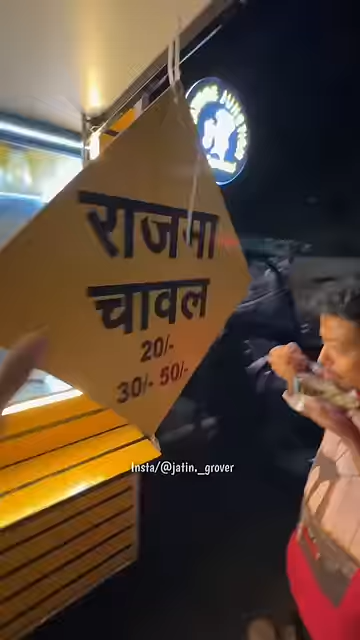 राजमा
चावल
20/-
30/- 50/-
Insta/@jatin._grover